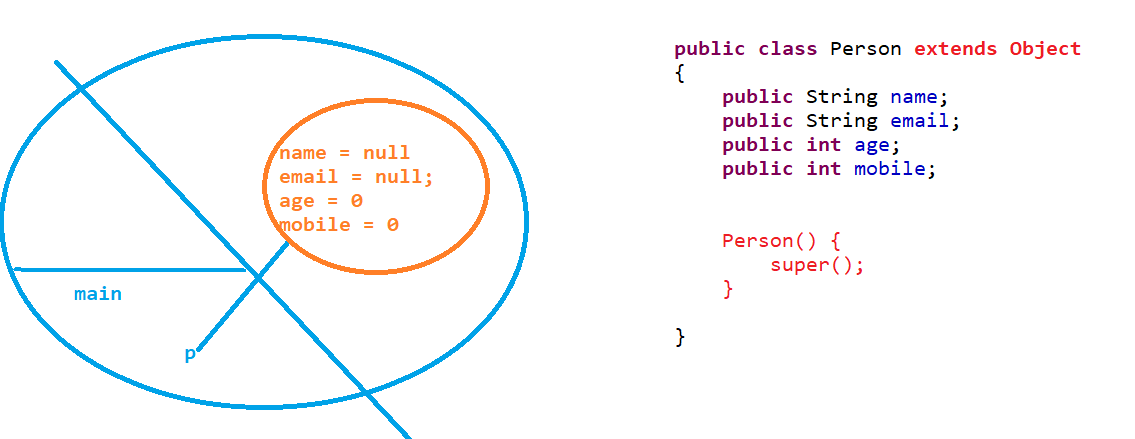 name = null
email = null;
age = 0
mobile = 0
main
p
public class Person extends Object
{
public String name;
public String email;
public int age;
public int mobile;
Person() {
super();
}
}